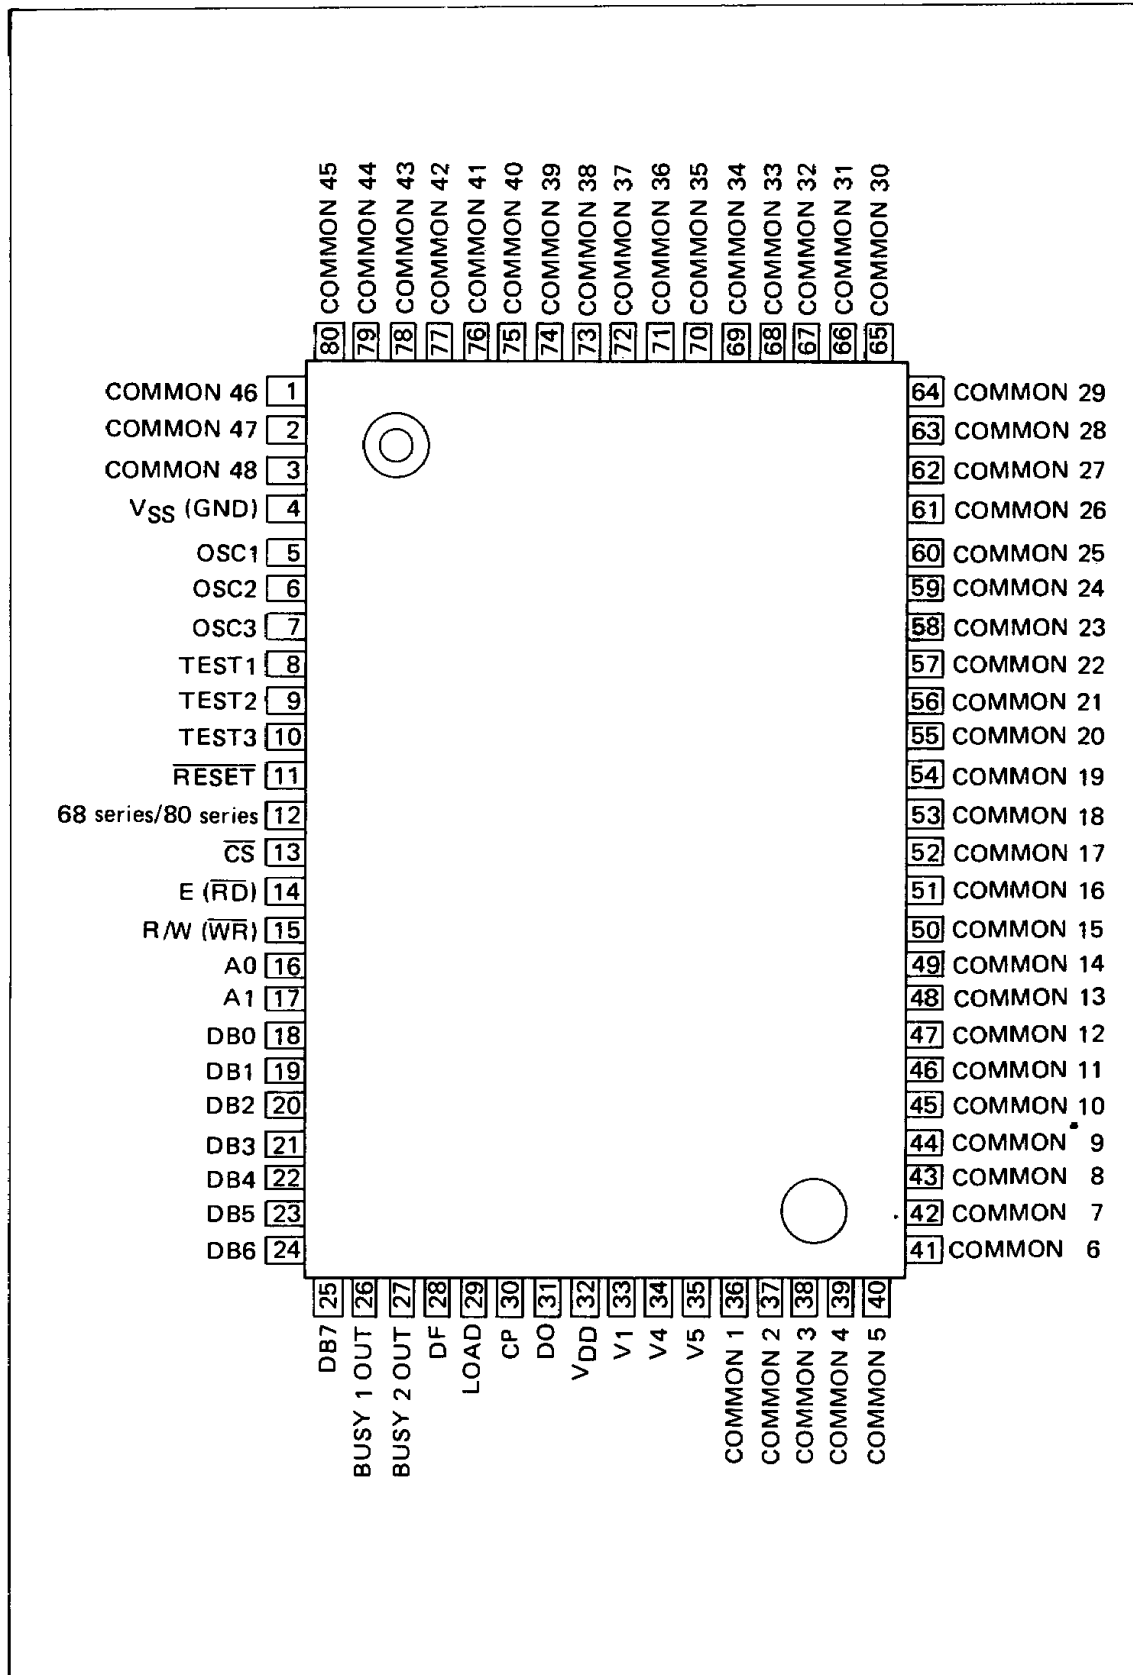 COMMON 45
COMMON 44
COMMON 43
COMMON 42
COMMON 41
COMMON 40
COMMON 39
COMMON 38
COMMON 37
COMMON 36
COMMON 35
COMMON 34
COMMON 33
COMMON 32
COMMON 31
COMMON 30
80 79 78 77 76 75 74 73 72 71 70 69 68 67 66 65
COMMON 46 1
COMMON 47 2
COMMON 48 3
VSS (GND) 4
OSC1 5
OSC2 6
OSC3 7
TEST1 8
TEST2 9
TEST3 10
RESET 11
68 series/80 series 12
CS 13
E (RD) 14
R/W (WR) 15
A0 16
A1 17
DB0 18
DB1 19
DB2 20
DB3 21
DB4 22
DB5 23
DB6 24
64 COMMON 29
63 COMMON 28
62 COMMON 27
61 COMMON 26
60 COMMON 25
59 COMMON 24
58 COMMON 23
57 COMMON 22
56 COMMON 21
55 COMMON 20
54 COMMON 19
53 COMMON 18
52 COMMON 17
51 COMMON 16
50 COMMON 15
49 COMMON 14
48 COMMON 13
47 COMMON 12
46 COMMON 11
45 COMMON 10
44 COMMON 9
43 COMMON 8
42 COMMON 7
41 COMMON 6
25 26 27 28 29 30 31 32 33 34 35 36 37 38 39 40
DB7
BUSY 1 OUT
BUSY 2 OUT
DF
LOAD
CP
DO
VDD
V1
V4
V5
COMMON 1
COMMON 2
COMMON 3
COMMON 4
COMMON 5